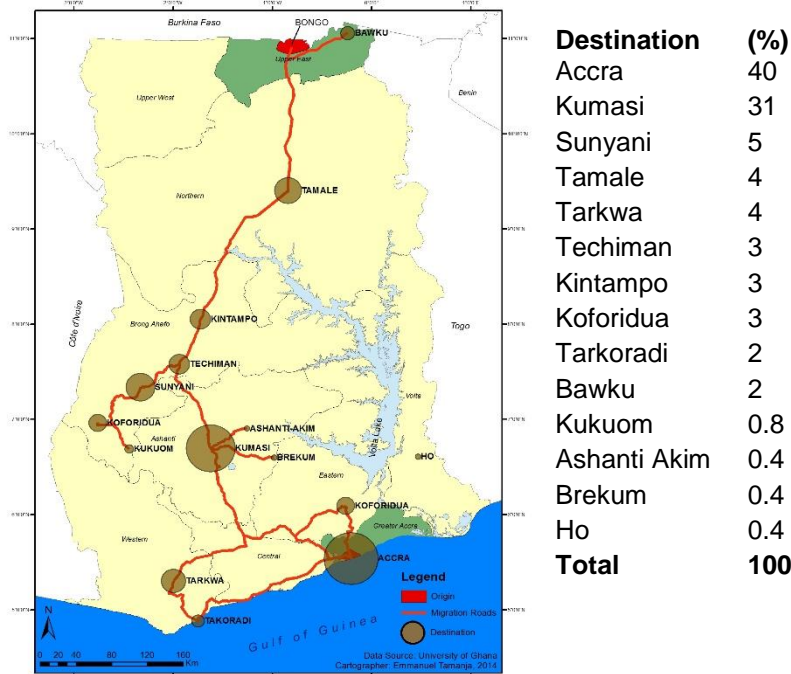 Burkina Faso
BONGO
BAWKU
Upper East
Upper West
Benin
Northern
TAMALE
Côte d'Ivoire
Brong Ahafo
KINTAMPO
Togo
TECHIMAN
SUNYANI
KOFORIDUA
KUKUOM
Ashanti
ASHANTI-AKIM
KUMASI
BREKUM
Volta Lake
Volta
HO
Eastern
KOFORIDUA
Greater Accra
Western
Central
ACCRA
TARKWA
TAKORADI
Gulf of Guinea
Legend
Origin
Migration Roads
Destination
N
0 20 40 80 120 160
Km
Data Source: University of Ghana
Cartographer: Emmanuel Tamanja, 2014
Destination (%)
Accra 40
Kumasi 31
Sunyani 5
Tamale 4
Tarkwa 4
Techiman 3
Kintampo 3
Koforidua 3
Tarkoradi 2
Bawku 2
Kukuom 0.8
Ashanti Akim 0.4
Brekum 0.4
Ho 0.4
Total 100